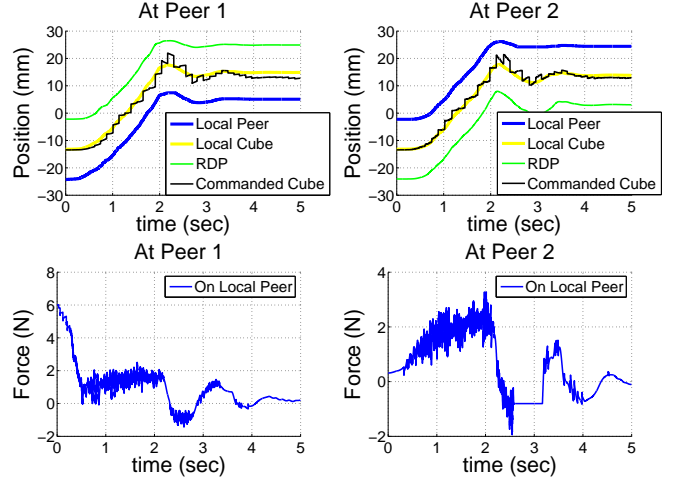 At Peer 1
At Peer 2
Position (mm)
30
20
10
0
−10
−20
−30
0 1 2 3 4 5
time (sec)
Local Peer
Local Cube
RDP
Commanded Cube
Position (mm)
30
20
10
0
−10
−20
−30
0 1 2 3 4 5
time (sec)
Local Peer
Local Cube
RDP
Commanded Cube
At Peer 1
At Peer 2
Force (N)
8
6
4
2
0
−2
0 1 2 3 4 5
time (sec)
On Local Peer
Force (N)
4
2
0
−2
0 1 2 3 4 5
time (sec)
On Local Peer